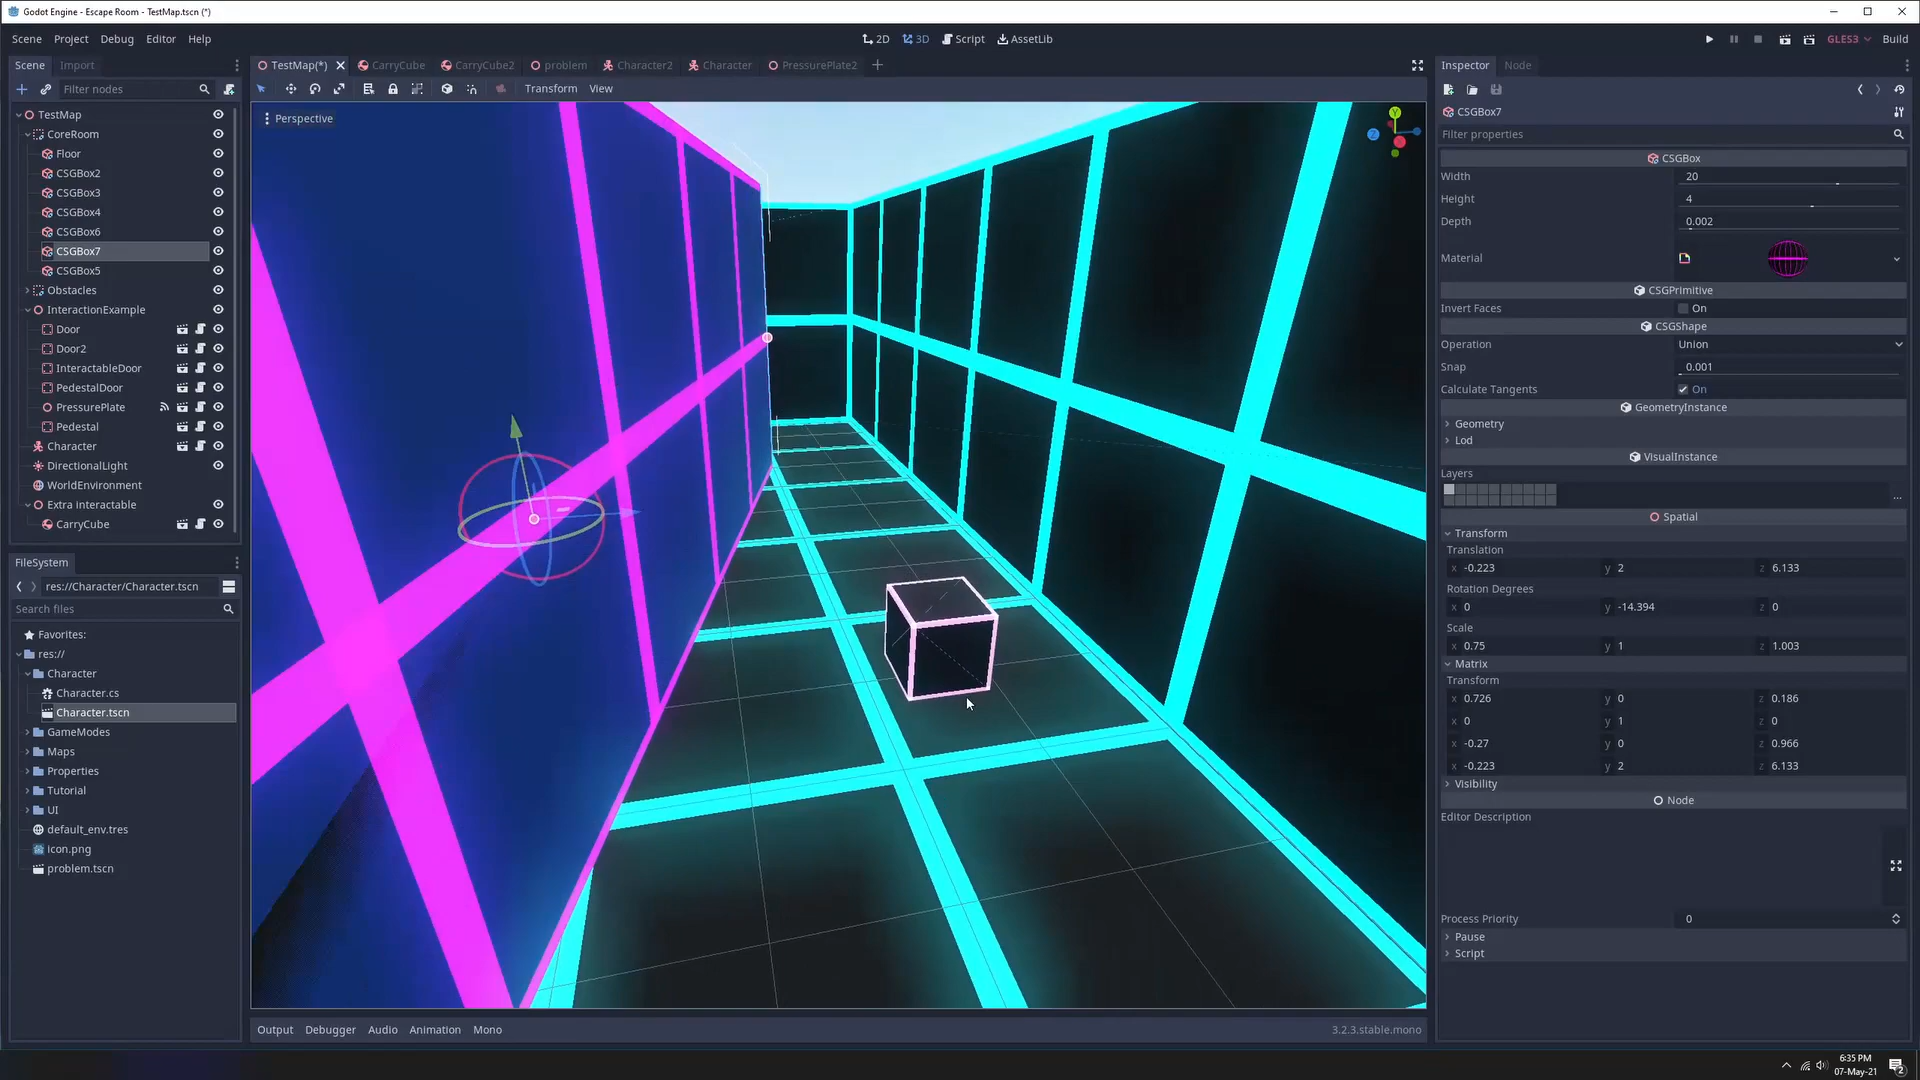 Godot Engine - Escape Room - TestMap.tscn (*)
Scene Project Debug Editor Help
2D 3D Script AssetLib
GLES3 Build
Scene Import
TestMap(*) CarryCube CarryCube2 problem Character2 Character PressurePlate2
Inspector Node
Filter nodes
Transform View
Perspective
Y
TestMap
CoreRoom
Floor
CSGBox2
CSGBox3
CSGBox4
CSGBox6
CSGBox7
CSGBox5
Obstacles
InteractionExample
Door
Door2
InteractableDoor
PedestalDoor
PressurePlate
Pedestal
Character
DirectionalLight
WorldEnvironment
Extra interactable
CarryCube
FileSystem
res://Character/Character.tscn
Search files
Favorites:
res://
Character
Character.cs
Character.tscn
GameModes
Maps
Properties
Tutorial
UI
default_env.tres
icon.png
problem.tscn
Output Debugger Audio Animation Mono
3.2.3.stable.mono
CSGBox7
Filter properties
CSGBox
Width 20
Height 4
Depth 0.002
Material
CSGPrimitive
Invert Faces On
CSGShape
Operation Union
Snap 0.001
Calculate Tangents On
GeometryInstance
Geometry
Lod
VisualInstance
Layers
...
Spatial
Transform
Translation
x -0.223 y 2 z 6.133
Rotation Degrees
x 0 y -14.394 z 0
Scale
x 0.75 y 1 z 1.003
Matrix
Transform
x 0.726 y 0 z 0.186
x 0 y 1 z 0
x -0.27 y 0 z 0.966
x -0.223 y 2 z 6.133
Visibility
Node
Editor Description
Process Priority 0
Pause
Script
6:35 PM
07-May-21
2